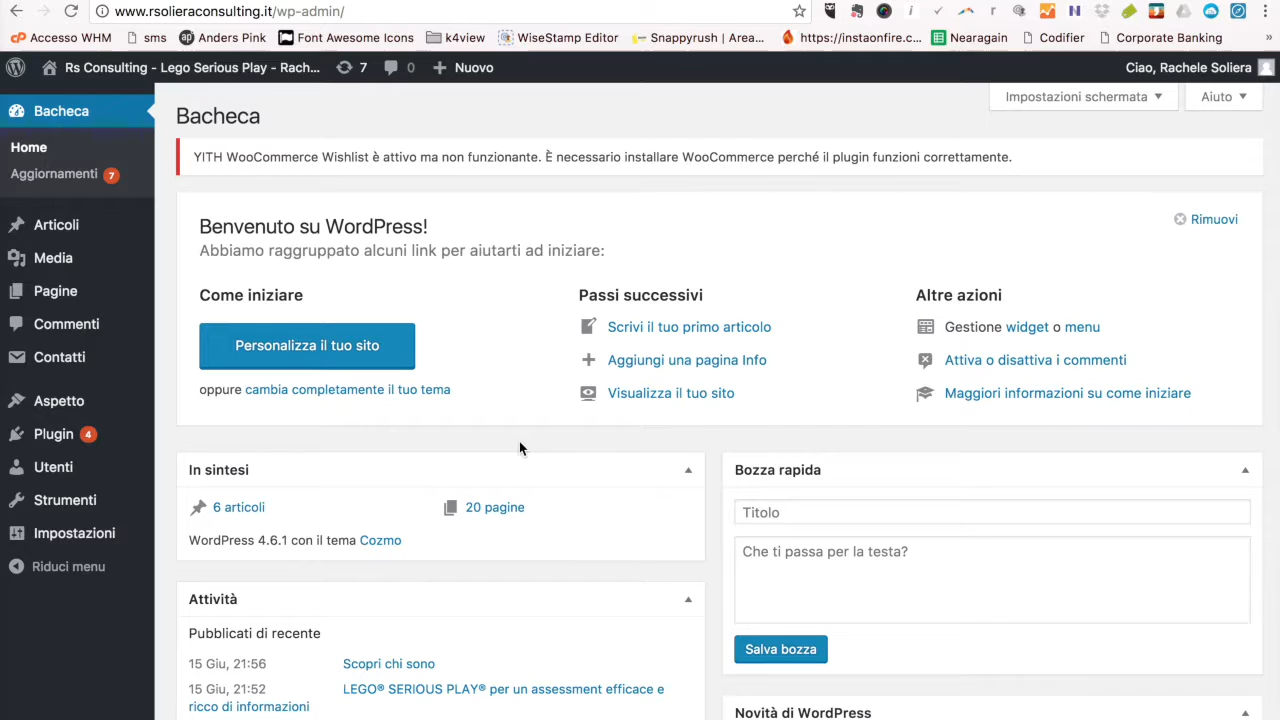 www.rsolieraconsulting.it/wp-admin/
Accesso WHM sms Anders Pink Font Awesome Icons k4view WiseStamp Editor Snappyrush | Area... https://instaonfire.c... Nearagain Codifier Corporate Banking »
Rs Consulting - Lego Serious Play - Rach... 7 0 + Nuovo Ciao, Rachele Soliera
Impostazioni schermata Aiuto
Bacheca
Home
Aggiornamenti 7
Articoli
Media
Pagine
Commenti
Contatti
Aspetto
Plugin 4
Utenti
Strumenti
Impostazioni
Riduci menu
Bacheca
YITH WooCommerce Wishlist è attivo ma non funzionante. È necessario installare WooCommerce perché il plugin funzioni correttamente.
Benvenuto su WordPress!
Rimuovi
Abbiamo raggruppato alcuni link per aiutarti ad iniziare:
Come iniziare
Personalizza il tuo sito
oppure cambia completamente il tuo tema
Passi successivi
Scrivi il tuo primo articolo
Aggiungi una pagina Info
Visualizza il tuo sito
Altre azioni
Gestione widget o menu
Attiva o disattiva i commenti
Maggiori informazioni su come iniziare
In sintesi
6 articoli 20 pagine
WordPress 4.6.1 con il tema Cozmo
Attività
Pubblicati di recente
15 Giu, 21:56 Scopri chi sono
15 Giu, 21:52 LEGO® SERIOUS PLAY® per un assessment efficace e
ricco di informazioni
Bozza rapida
Titolo
Che ti passa per la testa?
Salva bozza
Novità di WordPress